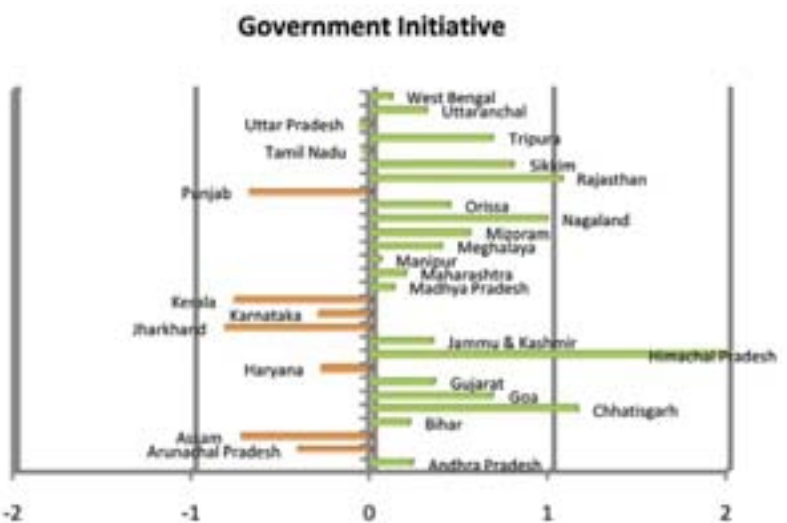 Government Initiative
West Bengal
Uttaranchal
Uttar Pradesh
Tripura
Tamil Nadu
Sikkim
Rajasthan
Punjab
Orissa
Nagaland
Mizoram
Meghalaya
Manipur
Maharashtra
Madhya Pradesh
Kerala
Karnataka
Jharkhand
Jammu & Kashmir
Himachal Pradesh
Haryana
Gujarat
Goa
Chhatisgarh
Bihar
Assam
Arunachal Pradesh
Andhra Pradesh
-2 -1 0 1 2